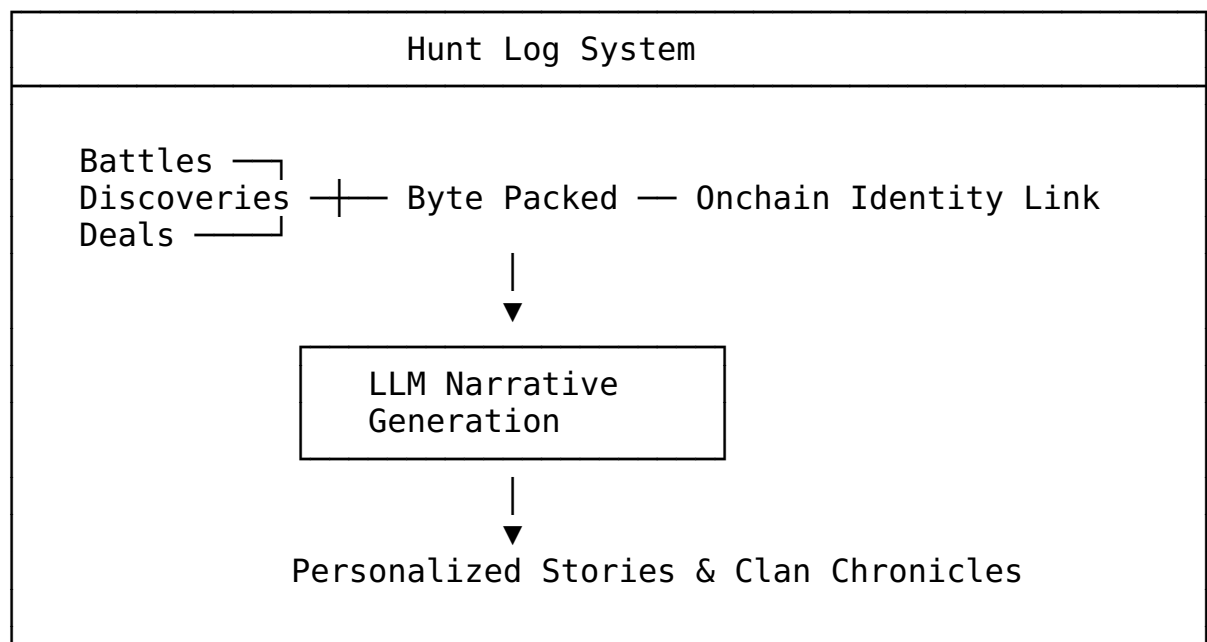 Hunt Log System
Battles
Discoveries
Byte Packed
Onchain Identity Link
Deals
LLM Narrative
Generation
Personalized Stories & Clan Chronicles